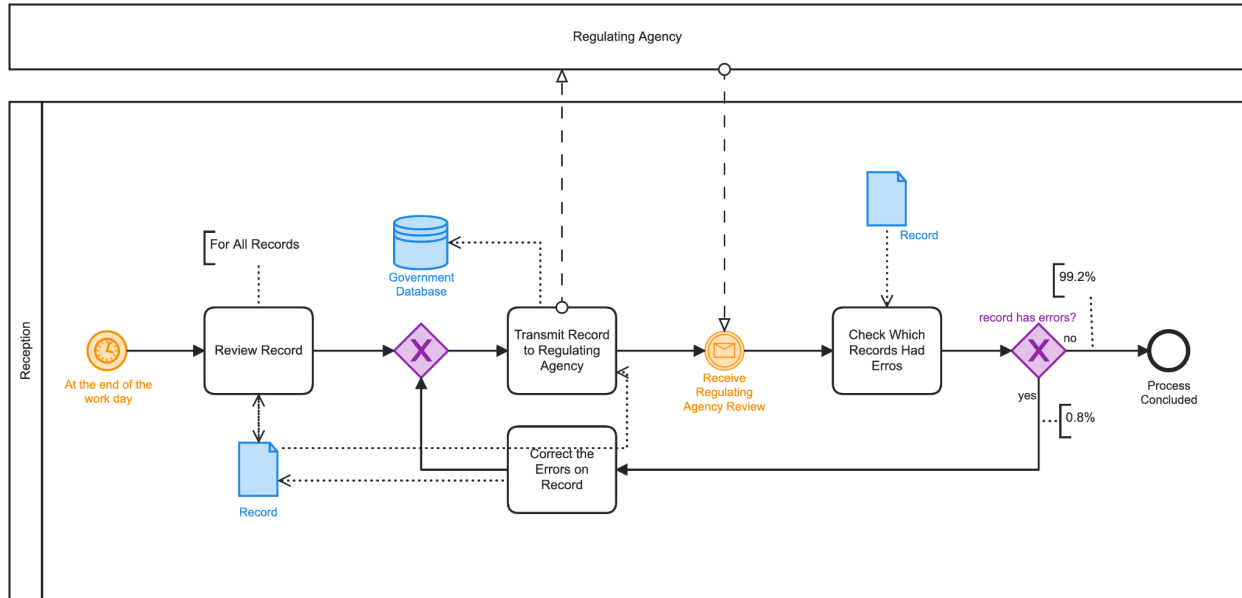 Regulating Agency
Reception
For All Records
Government
Database
Record
99.2%
record has errors?
no
Review Record
Transmit Record
to Regulating
Agency
Check Which
Records Had
Erros
At the end of the
work day
Receive
Regulating
Agency Review
Process
Concluded
yes
0.8%
Correct the
Errors on
Record
Record